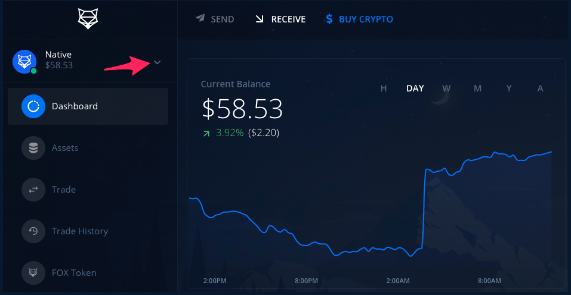 SEND
RECEIVE
$ BUY CRYPTO
Native
$58.53
Dashboard
Assets
Trade
Trade History
FOX Token
Current Balance
$58.53
3.92% ($2.20)
H DAY W M Y A
2:00PM 8:00PM 2:00AM 8:00AM